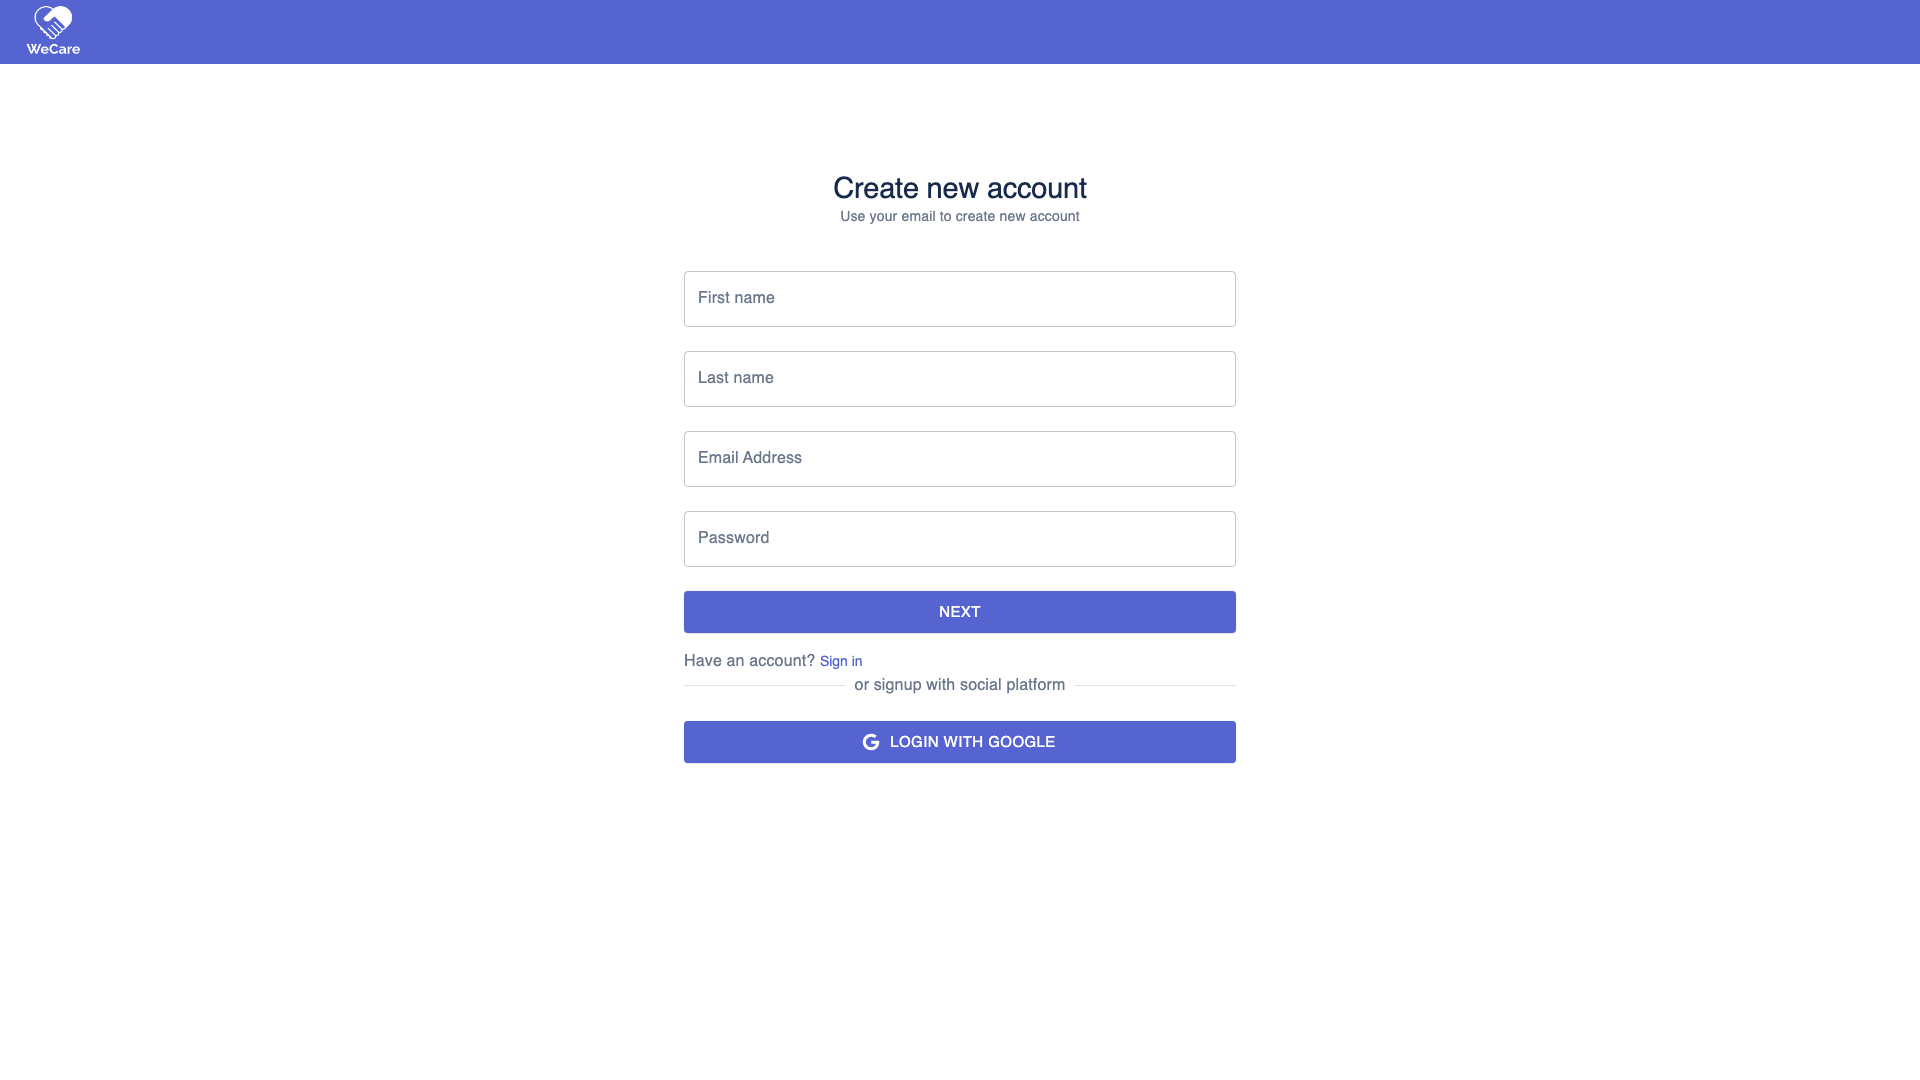 WeCare
Create new account
Use your email to create new account
First name
Last name
Email Address
Password
NEXT
Have an account? Sign in
or signup with social platform
LOGIN WITH GOOGLE